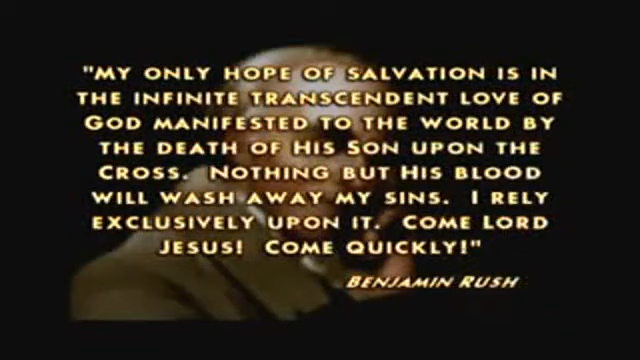 "MY ONLY HOPE OF SALVATION IS IN
THE INFINITE TRANSCENDENT LOVE OF
GOD MANIFESTED TO THE WORLD BY
THE DEATH OF HIS SON UPON THE
CROSS. NOTHING BUT HIS BLOOD
WILL WASH AWAY MY SINS. I RELY
EXCLUSIVELY UPON IT. COME LORD
JESUS! COME QUICKLY!"
BENJAMIN RUSH